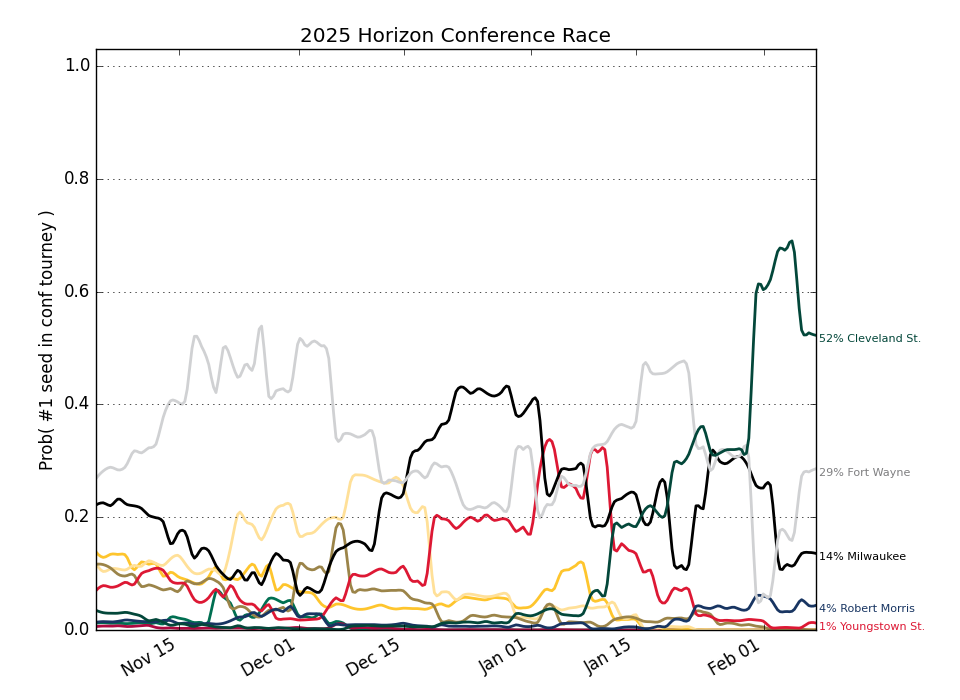 2025 Horizon Conference Race
Prob( #1 seed in conf tourney )
1.0
0.8
0.6
0.4
0.2
0.0
52% Cleveland St.
29% Fort Wayne
14% Milwaukee
4% Robert Morris
1% Youngstown St.
Nov 15
Dec 01
Dec 15
Jan 01
Jan 15
Feb 01